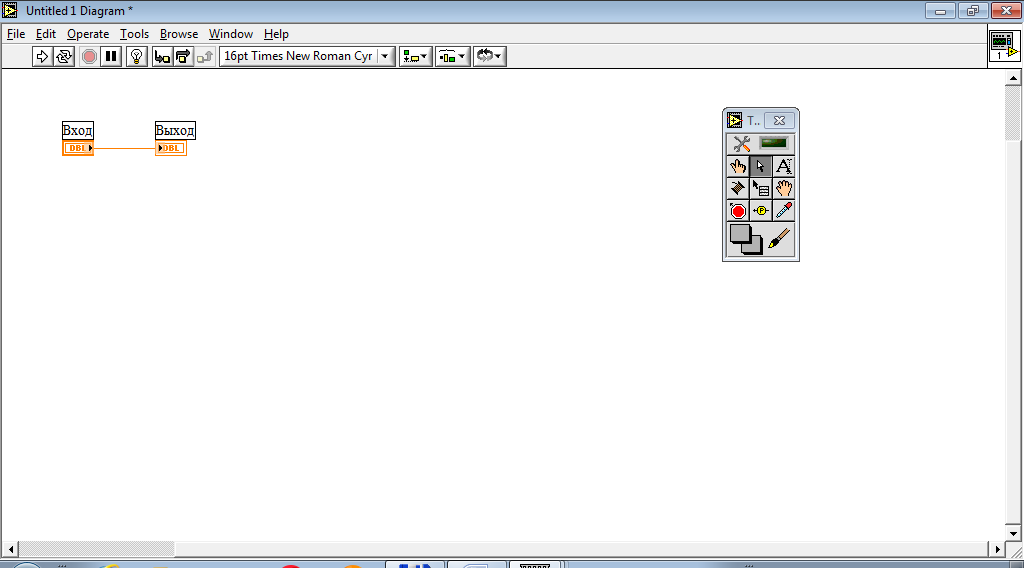 Untitled 1 Diagram *
File Edit Operate Tools Browse Window Help
16pt Times New Roman Cyr
1
Вход Выход
DBL DBL
T..
A
P